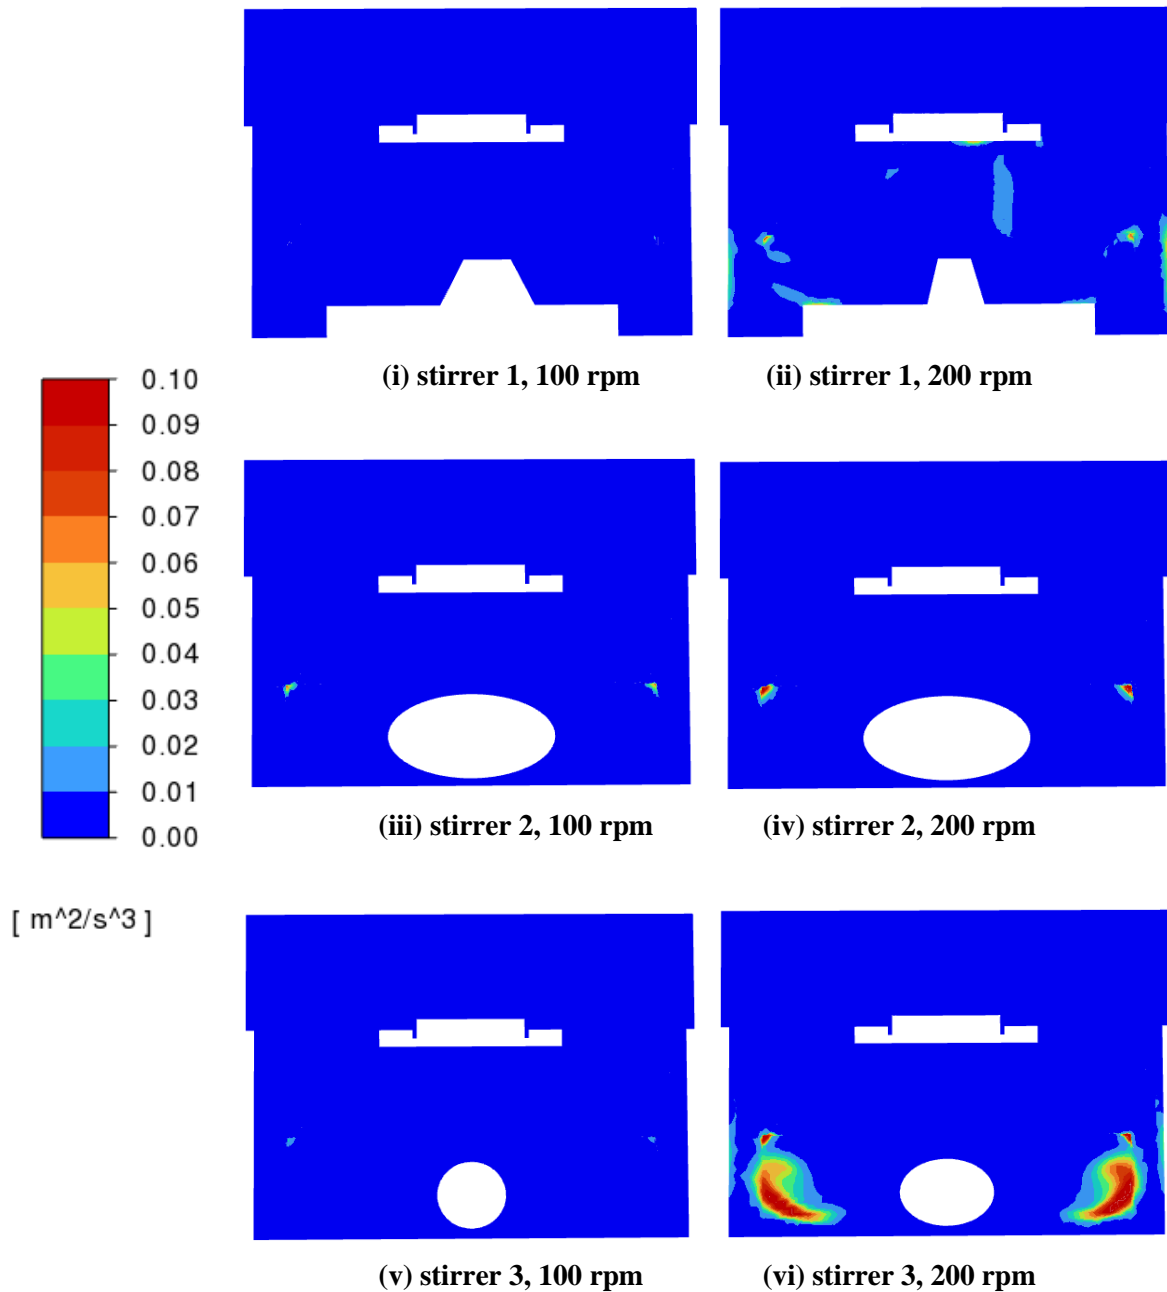 (i) stirrer 1, 100 rpm
(ii) stirrer 1, 200 rpm
0.10
0.09
0.08
0.07
0.06
0.05
0.04
0.03
0.02
0.01
0.00
[ m^2/s^3 ]
(iii) stirrer 2, 100 rpm
(iv) stirrer 2, 200 rpm
(v) stirrer 3, 100 rpm
(vi) stirrer 3, 200 rpm